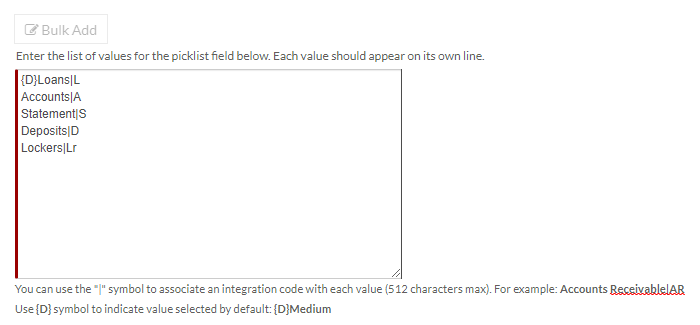 Bulk Add
Enter the list of values for the picklist field below. Each value should appear on its own line.
{D}Loans|L
Accounts|A
Statement|S
Deposits|D
Lockers|Lr
You can use the "|" symbol to associate an integration code with each value (512 characters max). For example: Accounts Receivable|AR
Use {D} symbol to indicate value selected by default: {D}Medium